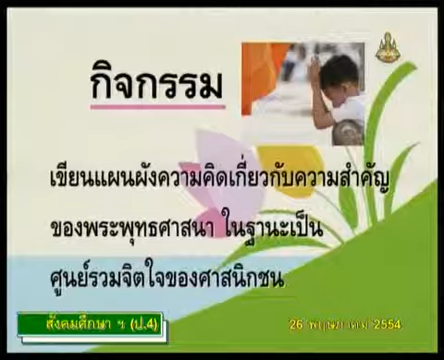 กิจกรรม
เขียนแผนผังความคิดเกี่ยวกับความสำคัญ
ของพระพุทธศาสนา ในฐานะเป็น
ศูนย์รวมจิตใจของศาสนิกชน
สังคมศึกษา ฯ (ป.4)
26 พฤษภาคม 2554